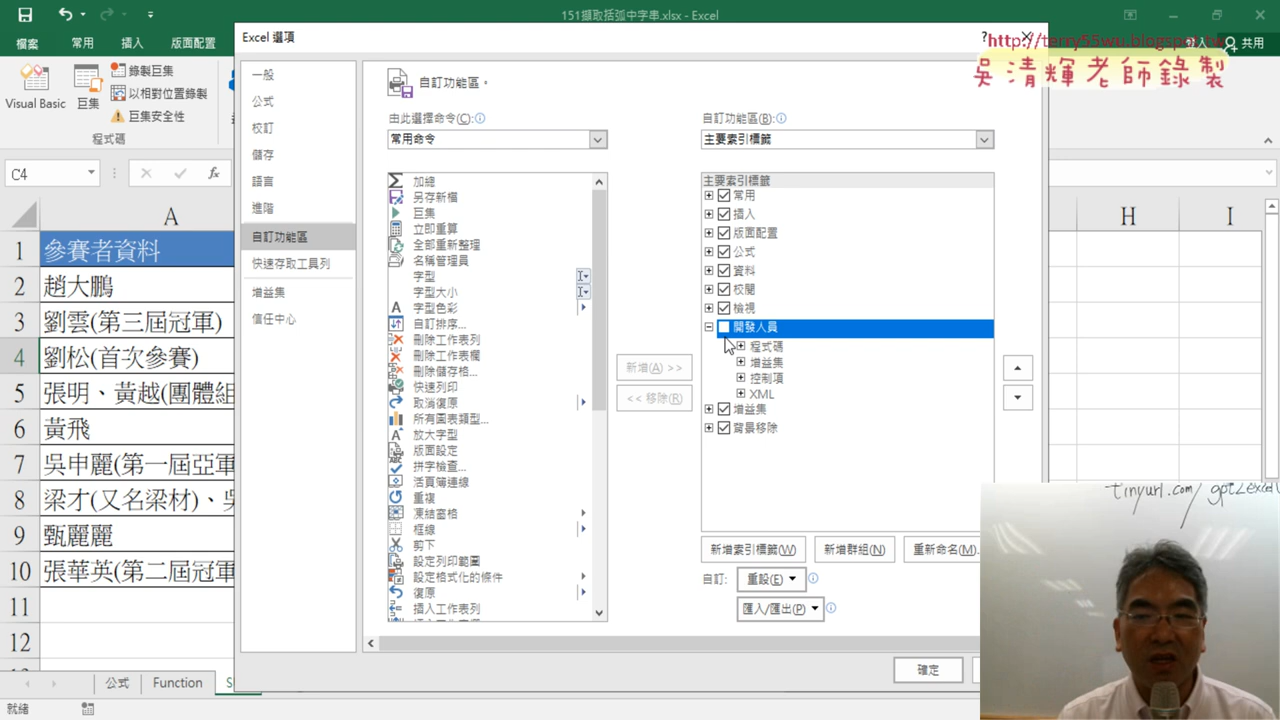 151擷取括弧中字串.xlsx - Excel
檔案
常用
插入
版面配置
共用
http://terry55wu.blogspot.tw
吳清輝老師錄製
Visual Basic
巨集
錄製巨集
以相對位置錄製
巨集安全性
程式碼
C4
fx
A
H
I
1 參賽者資料
2 趙大鵬
3 劉雲(第三屆冠軍)
4 劉松(首次參賽)
5 張明、黃越(團體組
6 黃飛
7 吳申麗(第一屆亞軍
8 梁才(又名梁材)、
9 甄麗麗
10 張華英(第二屆冠軍
11
12
公式
Function
就緒
Excel 選項
?
一般
公式
校訂
儲存
語言
進階
自訂功能區
快速存取工具列
增益集
信任中心
自訂功能區。
由此選擇命令(C):
常用命令
加總
另存新檔
巨集
立即重算
全部重新整理
名稱管理員
字型
字型大小
字型色彩
自訂排序...
刪除工作表列
刪除工作表欄
刪除儲存格...
快速列印
取消復原
所有圖表類型...
放大字型
版面設定
拼字檢查...
活頁簿連線
重複
凍結窗格
框線
剪下
設定列印範圍
設定格式化的條件
復原
插入工作表列
新增(A) >>
<< 移除(R)
自訂功能區(B):
主要索引標籤
主要索引標籤
常用
插入
版面配置
公式
資料
校閱
檢視
開發人員
程式碼
增益集
控制項
XML
增益集
背景移除
新增索引標籤(W)
新增群組(N)
重新命名(M)...
自訂:
重設(E)
匯入/匯出(P)
確定
tinyurl.com/gpt2excel